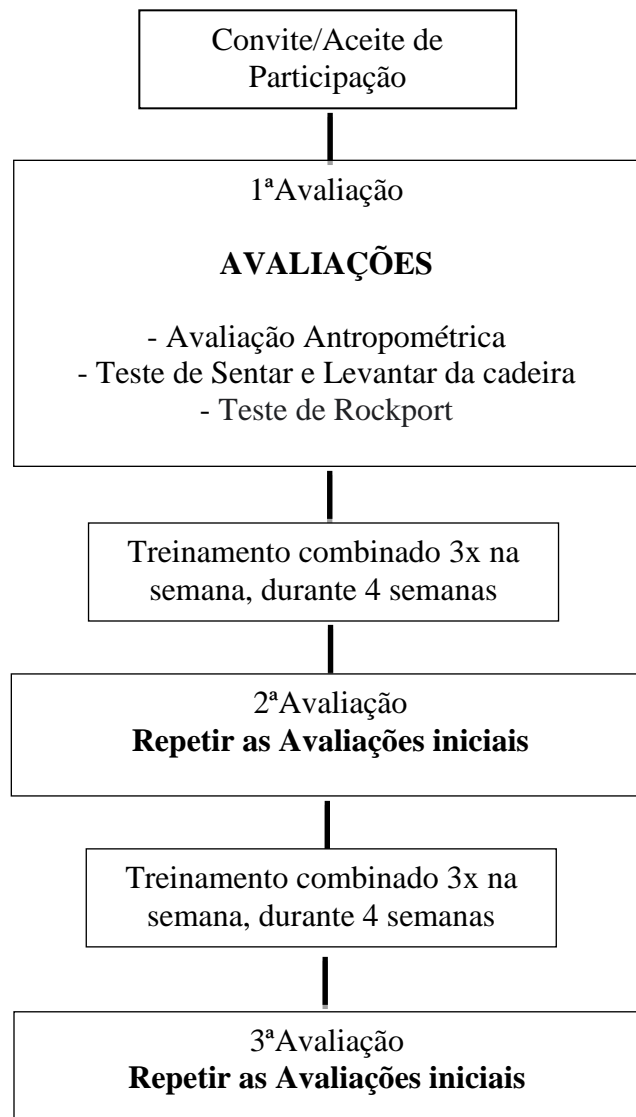 Convite/Aceite de
Participação
1ªAvaliação
AVALIAÇÕES
- Avaliação Antropométrica
- Teste de Sentar e Levantar da cadeira
- Teste de Rockport
Treinamento combinado 3x na
semana, durante 4 semanas
2ªAvaliação
Repetir as Avaliações iniciais
Treinamento combinado 3x na
semana, durante 4 semanas
3ªAvaliação
Repetir as Avaliações iniciais